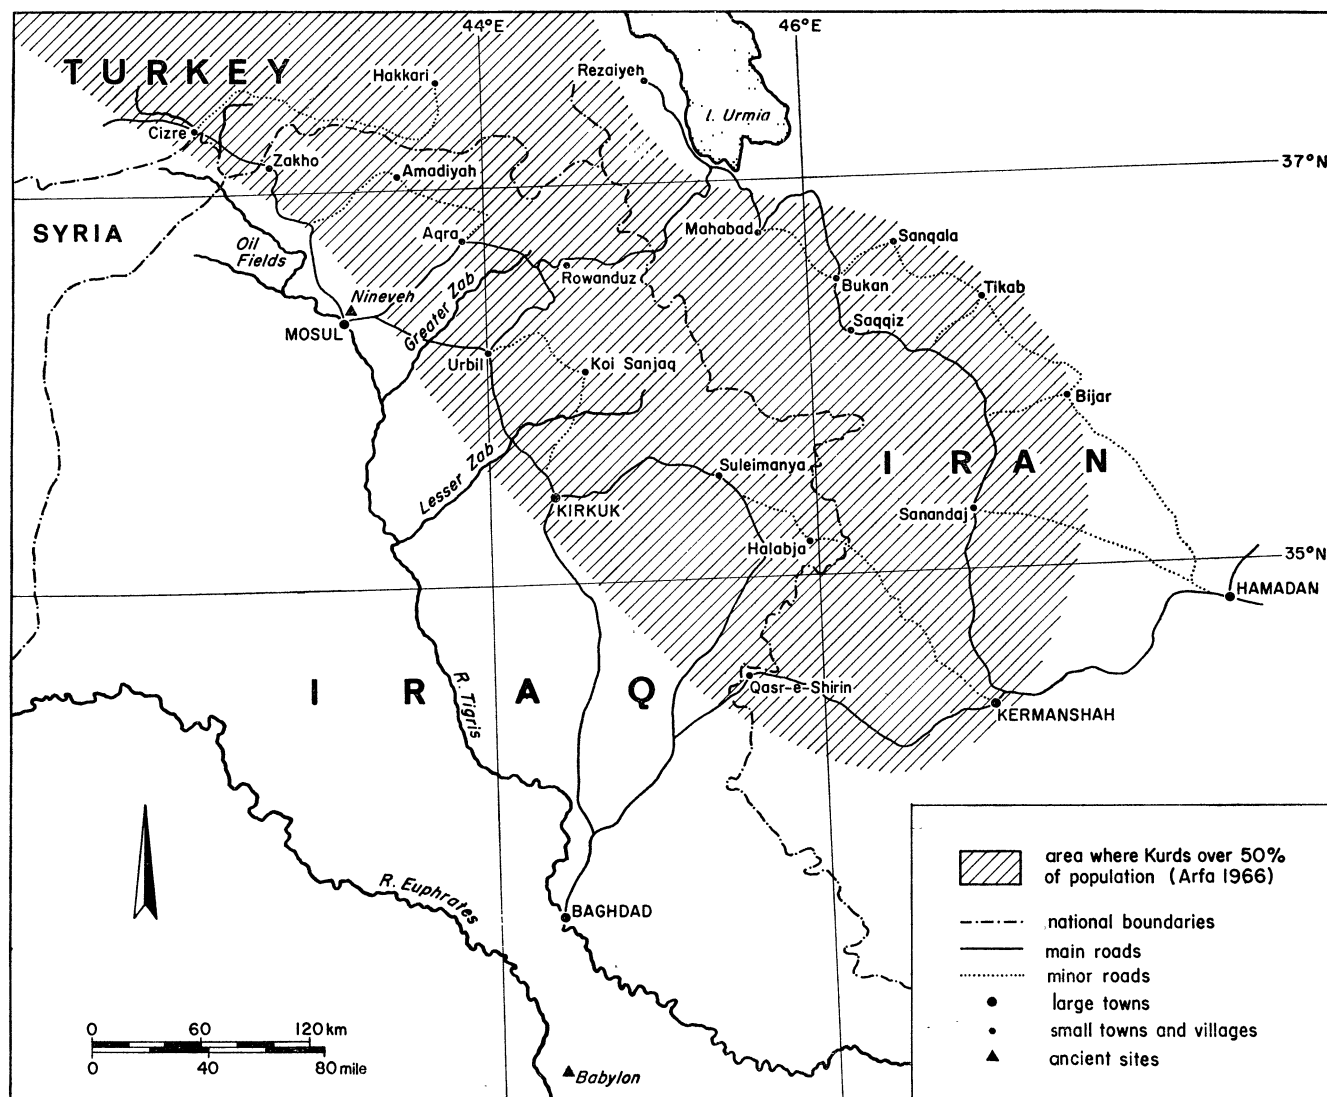 44°E
46°E
TURKEY
Hakkari
Rezaiyeh
l. Urmia
Cizre
Zakho
Amadiyah
37°N
SYRIA
Oil
Fields
Aqra
Mahabad
Sanqala
Rowanduz
Bukan
Tikab
Nineveh
Greater Zab
MOSUL
Saqqiz
Urbil
Koi Sanjaq
Bijar
Lesser Zab
Suleimanya
IRAN
KIRKUK
Sanandaj
Halabja
35°N
HAMADAN
IRAQ
R. Tigris
Qasr-e-Shirin
KERMANSHAH
R. Euphrates
BAGHDAD
Babylon
0 60 120 km
0 40 80 mile
area where Kurds over 50%
of population (Arfa 1966)
national boundaries
main roads
minor roads
large towns
small towns and villages
ancient sites